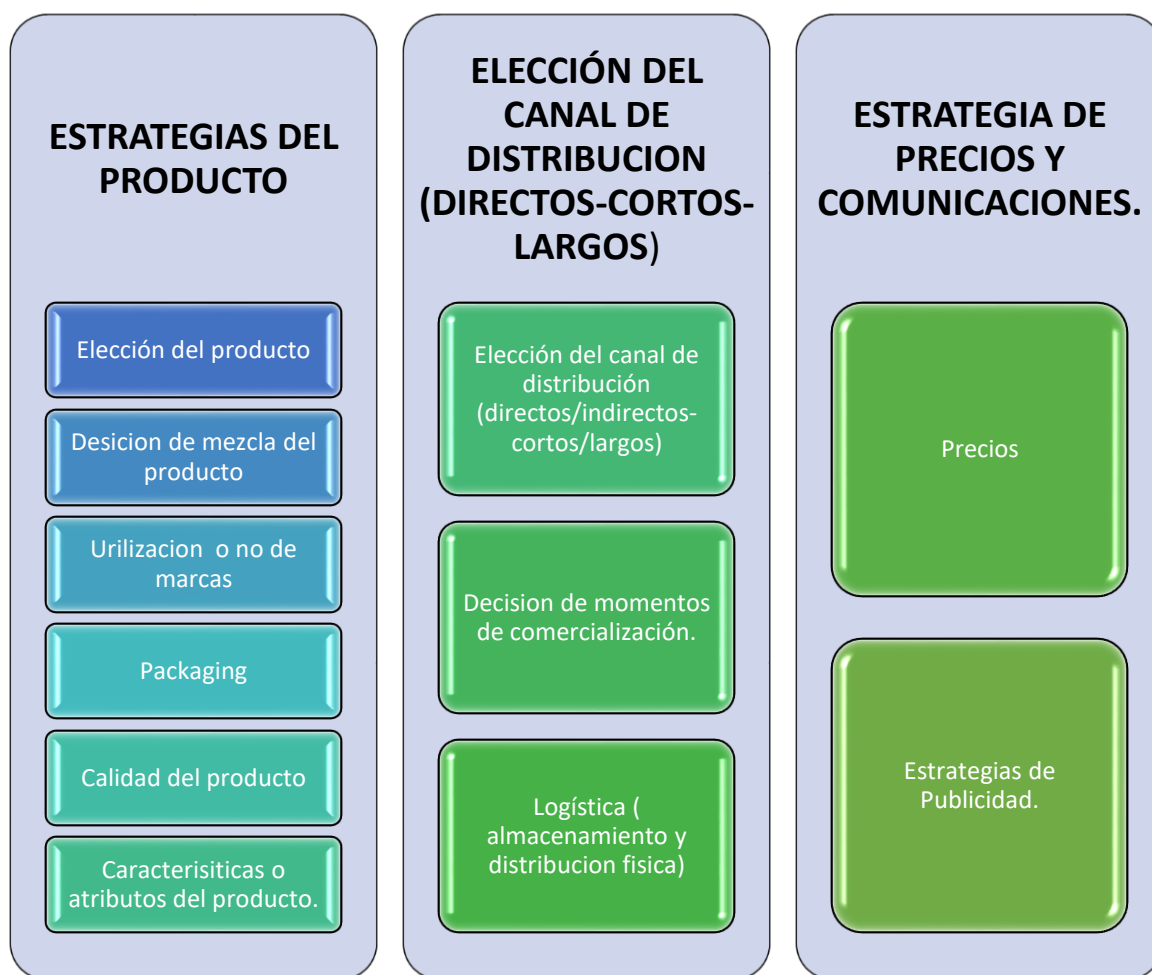 ESTRATEGIAS DEL
PRODUCTO
Elección del producto
Desicion de mezcla del
producto
Urilizacion o no de
marcas
Packaging
Calidad del producto
Caracterisiticas o
atributos del producto.
ELECCIÓN DEL
CANAL DE
DISTRIBUCION
(DIRECTOS-CORTOS-
LARGOS)
Elección del canal de
distribución
(directos/indirectos-
cortos/largos)
Decision de momentos
de comercialización.
Logística (
almacenamiento y
distribucion fisica)
ESTRATEGIA DE
PRECIOS Y
COMUNICACIONES.
Precios
Estrategias de
Publicidad.